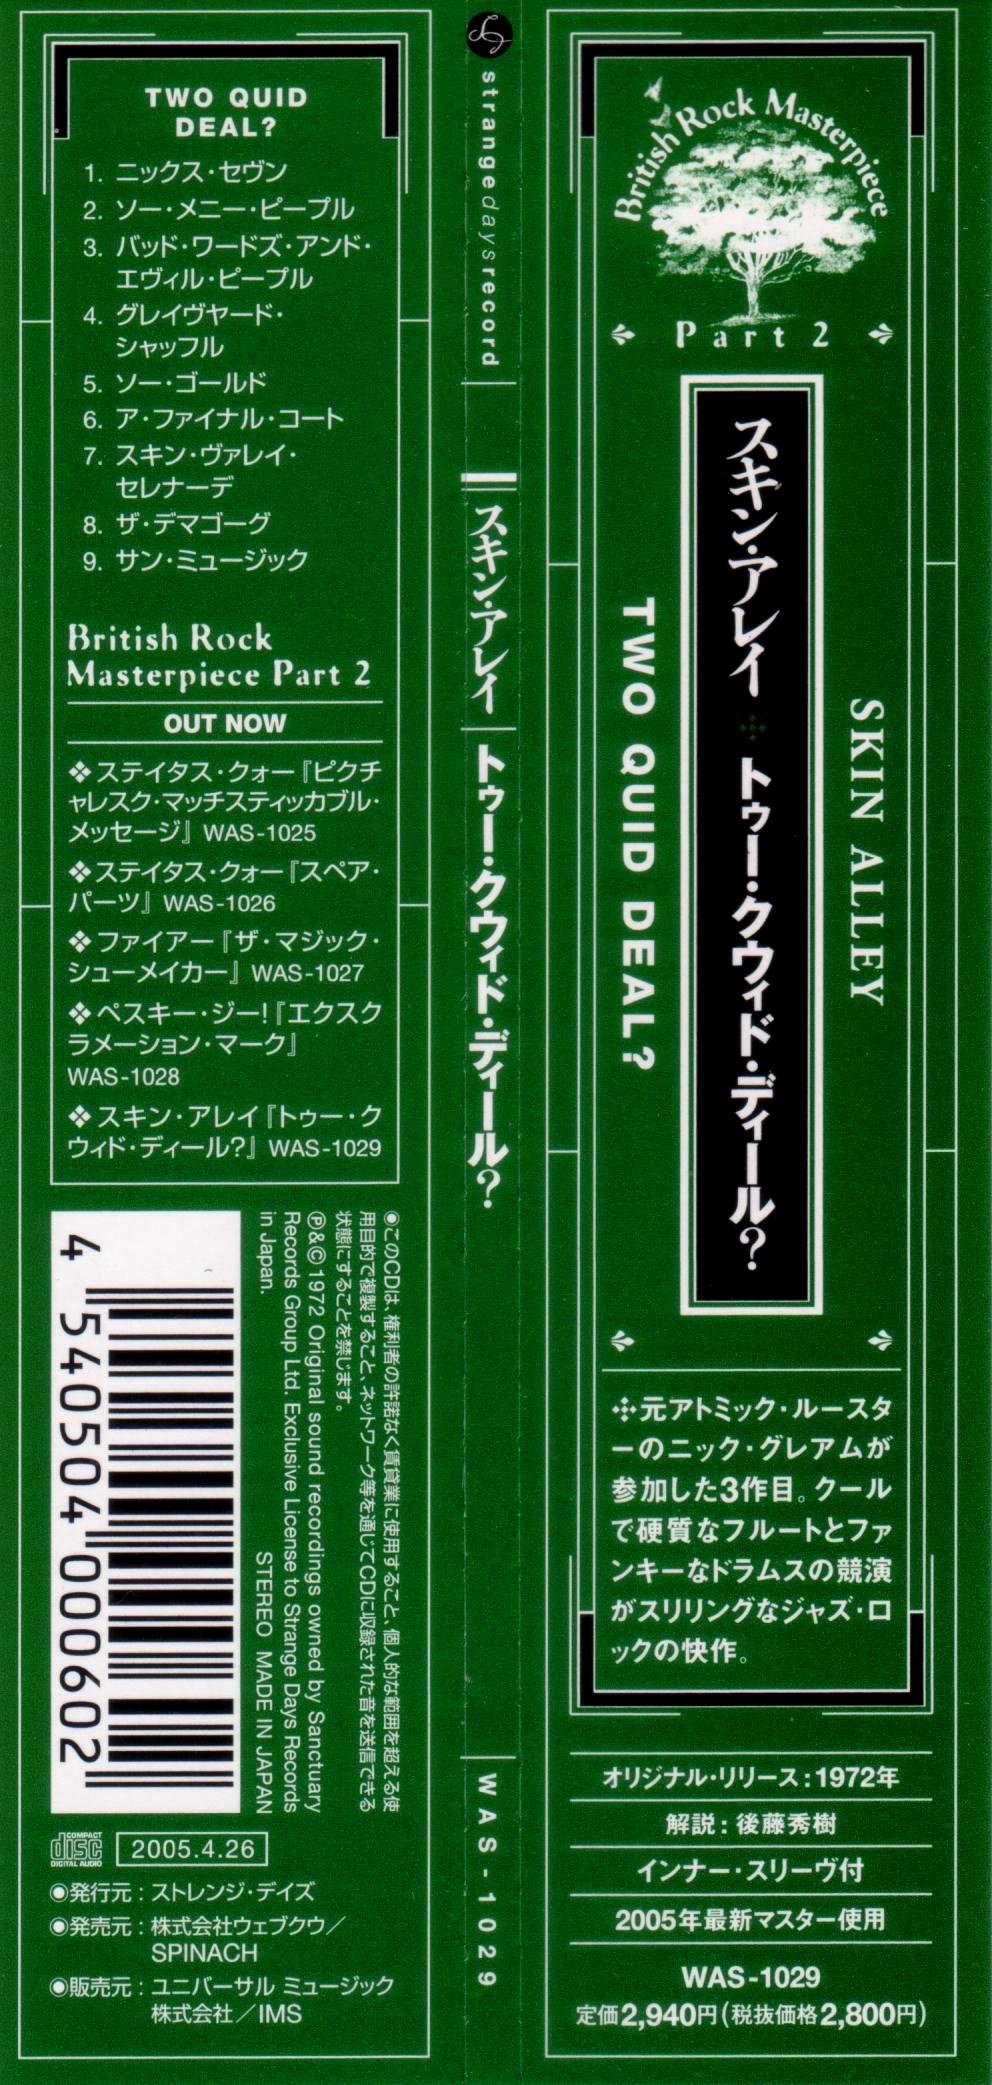 TWO QUID
DEAL?
1. ニックス・セヴン
2. ソー・メニー・ピープル
3. バッド・ワードズ・アンド・
エヴィル・ピープル
4. グレイヴヤード・
シャッフル
5. ソー・ゴールド
6. ア・ファイナル・コート
7. スキン・ヴァレイ・
セレナーデ
8. ザ・デマゴーグ
9. サン・ミュージック
British Rock
Masterpiece Part 2
OUT NOW
❖ステイタス・クォー『ピクチ
ャレスク・マッチスティッカブル・
メッセージ』 WAS-1025
❖ステイタス・クォー『スペア・
パーツ』 WAS-1026
❖ファイアー『ザ・マジック・
シューメイカー』 WAS-1027
❖ペスキー・ジー!『エクスク
ラメーション・マーク』
WAS-1028
❖スキン・アレイ『トゥー・ク
ウィド・ディール?』 WAS-1029
◉このCDは、権利者の許諾なく賃貸業に使用すること、個人的な範囲を超える使
用目的で複製すること、ネットワーク等を通じてCDに収録された音を送信できる
状態にすることを禁じます。
℗&©1972 Original sound recordings owned by Sanctuary
Records Group Ltd. Exclusive License to Strange Days Records
in Japan.
STEREO MADE IN JAPAN
4 540504 000602
COMPACT
disc
DIGITAL AUDIO
2005.4.26
◉発行元：ストレンジ・デイズ
◉発売元：株式会社ウェブクウ／
SPINACH
◉販売元：ユニバーサル ミュージック
株式会社／IMS
strangedaysrecord
スキン・アレイ
トゥー・クウィド・ディール?
WAS-1029
British Rock Masterpiece
Part 2
スキン・アレイ
トゥー・クウィド・ディール?
SKIN ALLEY
TWO QUID DEAL?
元アトミック・ルースタ
ーのニック・グレアムが
参加した3作目。クール
で硬質なフルートとファ
ンキーなドラムスの競演
がスリリングなジャズ・ロ
ックの快作。
オリジナル・リリース：1972年
解説：後藤秀樹
インナー・スリーヴ付
2005年最新マスター使用
WAS-1029
定価2,940円(税抜価格2,800円)